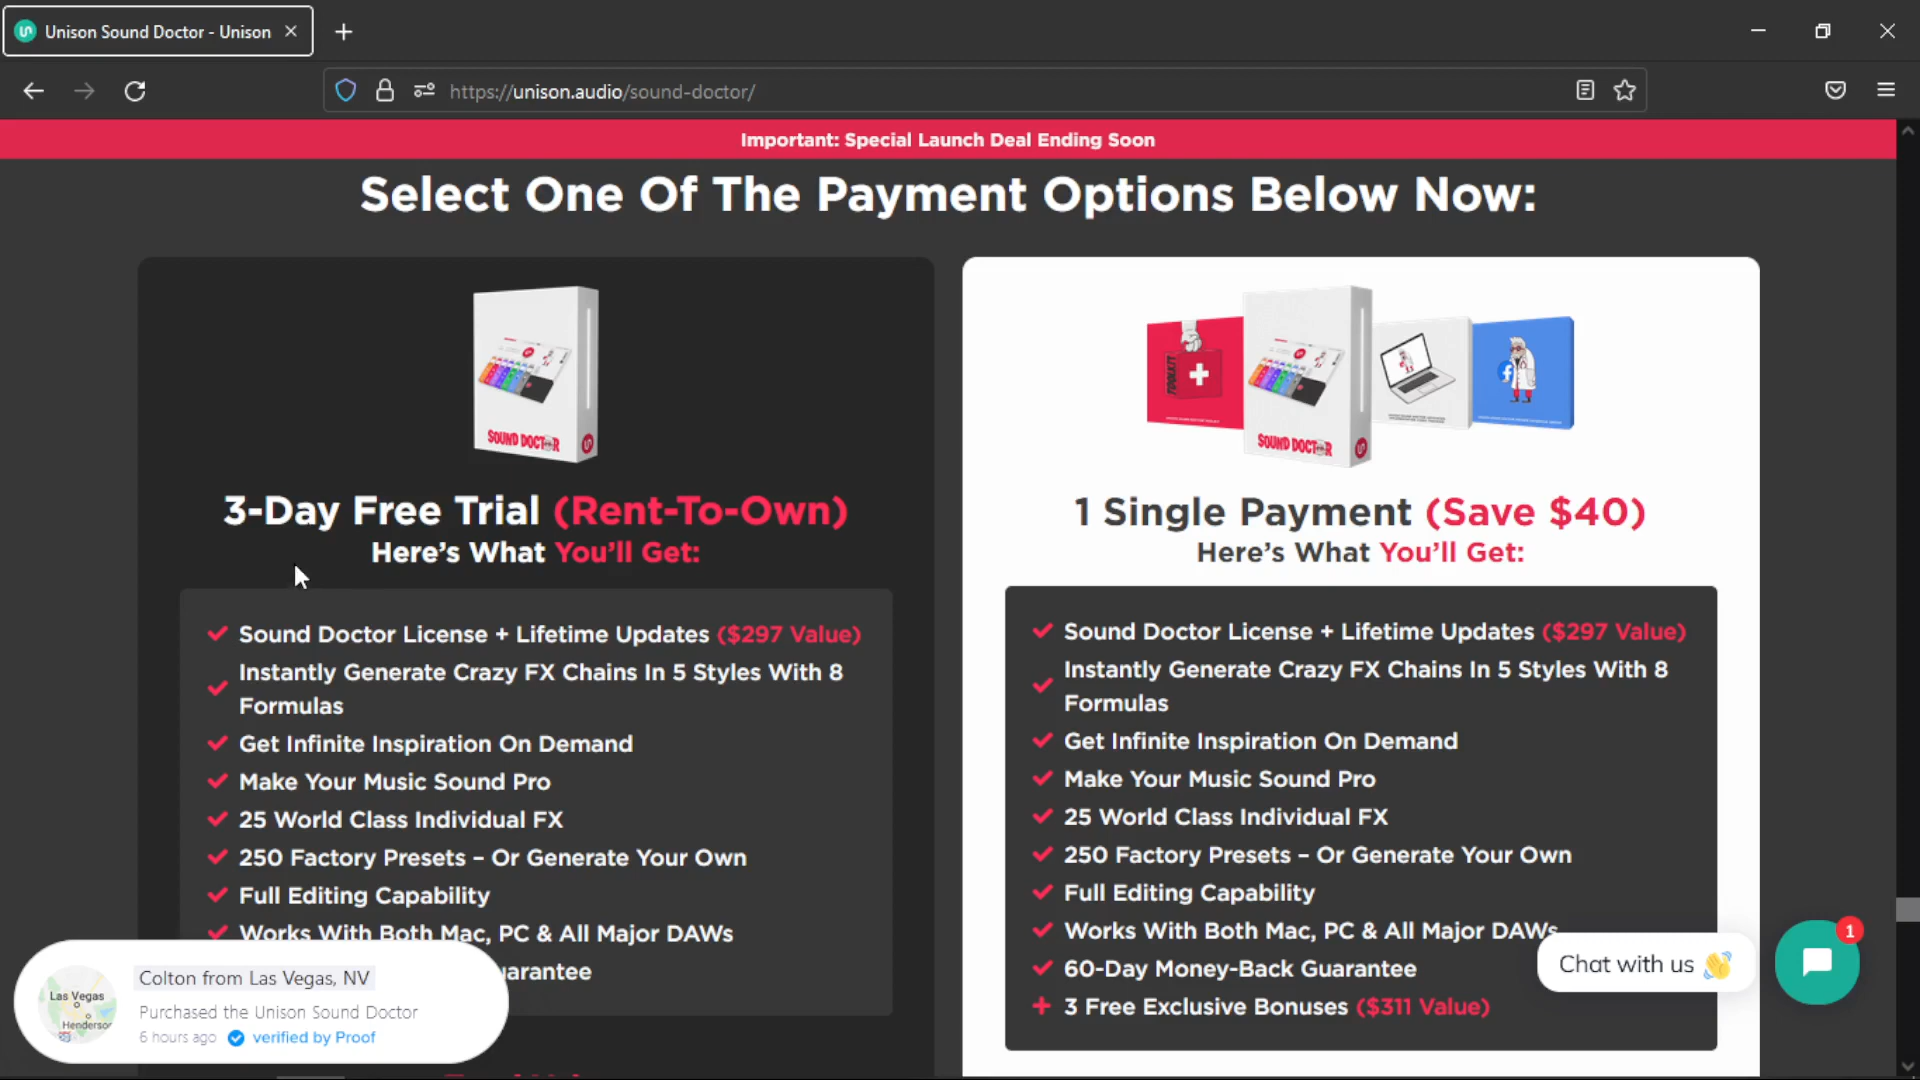 Unison Sound Doctor - Unison
https://unison.audio/sound-doctor/
Important: Special Launch Deal Ending Soon
Select One Of The Payment Options Below Now:
SOUND DOCTOR
3-Day Free Trial (Rent-To-Own)
Here's What You'll Get:
Sound Doctor License + Lifetime Updates ($297 Value)
Instantly Generate Crazy FX Chains In 5 Styles With 8
Formulas
Get Infinite Inspiration On Demand
Make Your Music Sound Pro
25 World Class Individual FX
250 Factory Presets – Or Generate Your Own
Full Editing Capability
Works With Both Mac, PC & All Major DAWs
arantee
TOOLKIT
SOUND DOCTOR
1 Single Payment (Save $40)
Here's What You'll Get:
Sound Doctor License + Lifetime Updates ($297 Value)
Instantly Generate Crazy FX Chains In 5 Styles With 8
Formulas
Get Infinite Inspiration On Demand
Make Your Music Sound Pro
25 World Class Individual FX
250 Factory Presets – Or Generate Your Own
Full Editing Capability
Works With Both Mac, PC & All Major DAWs
60-Day Money-Back Guarantee
3 Free Exclusive Bonuses ($311 Value)
Las Vegas
Henderson
Colton from Las Vegas, NV
Purchased the Unison Sound Doctor
6 hours ago verified by Proof
Chat with us
1